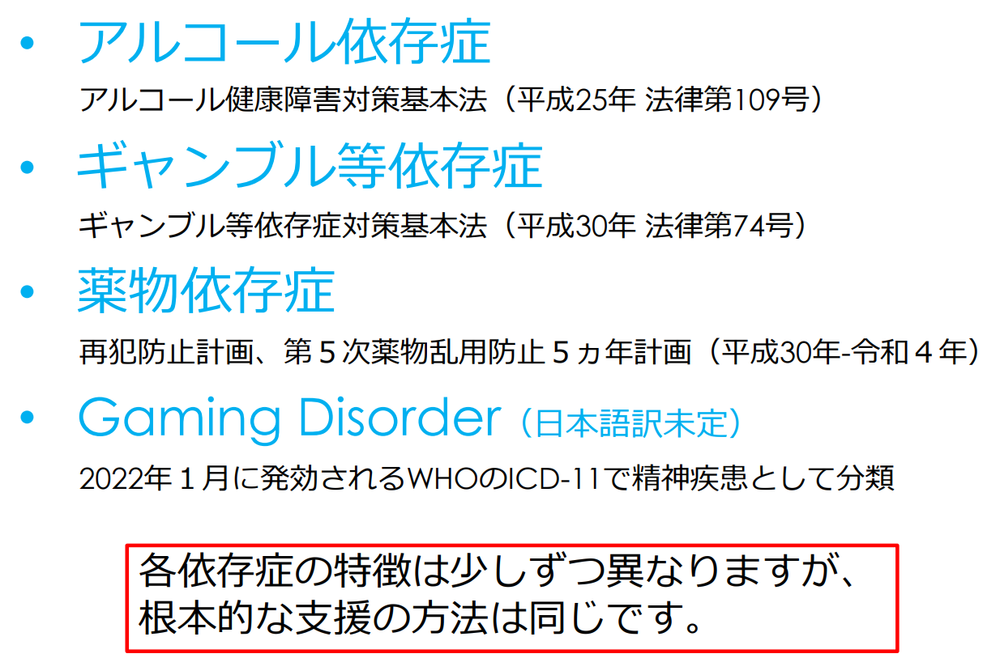 • アルコール依存症
アルコール健康障害対策基本法（平成25年 法律第109号）
• ギャンブル等依存症
ギャンブル等依存症対策基本法（平成30年 法律第74号）
• 薬物依存症
再犯防止計画、第５次薬物乱用防止５ヵ年計画（平成30年-令和４年）
• Gaming Disorder（日本語訳未定）
2022年１月に発効されるWHOのICD-11で精神疾患として分類
各依存症の特徴は少しずつ異なりますが、
根本的な支援の方法は同じです。